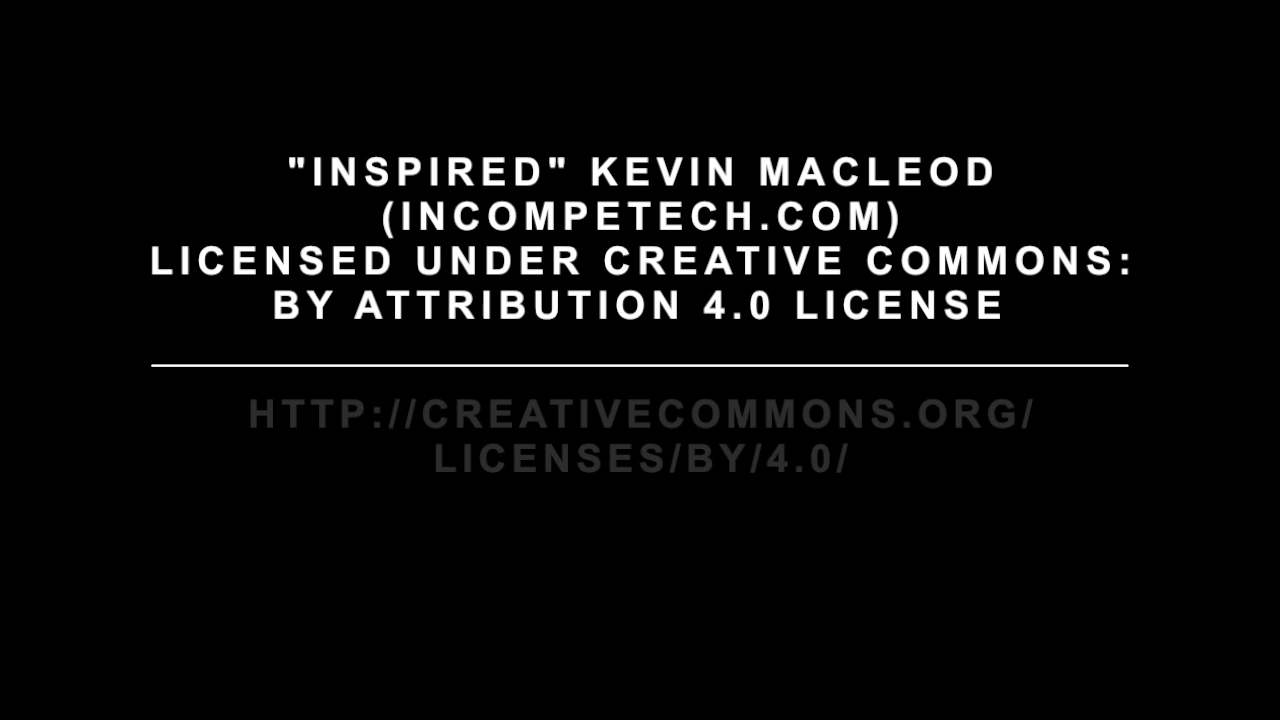 "INSPIRED" KEVIN MACLEOD
(INCOMPETECH.COM)
LICENSED UNDER CREATIVE COMMONS:
BY ATTRIBUTION 4.0 LICENSE
HTTP://CREATIVECOMMONS.ORG/
LICENSES/BY/4.0/